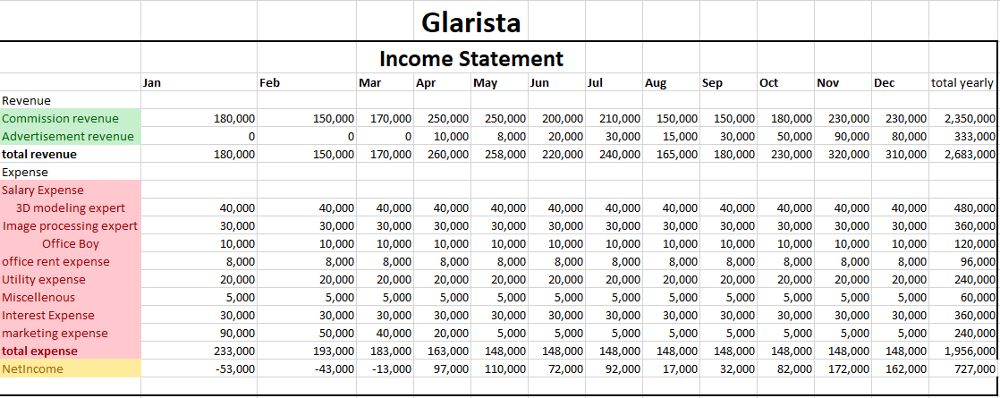 Glarista
Income Statement
Jan Feb Mar Apr May Jun Jul Aug Sep Oct Nov Dec total yearly
Revenue
Commission revenue 180,000 150,000 170,000 250,000 250,000 200,000 210,000 150,000 150,000 180,000 230,000 230,000 2,350,000
Advertisement revenue 0 0 0 10,000 8,000 20,000 30,000 15,000 30,000 50,000 90,000 80,000 333,000
total revenue 180,000 150,000 170,000 260,000 258,000 220,000 240,000 165,000 180,000 230,000 320,000 310,000 2,683,000
Expense
Salary Expense
3D modeling expert 40,000 40,000 40,000 40,000 40,000 40,000 40,000 40,000 40,000 40,000 40,000 40,000 480,000
Image processing expert 30,000 30,000 30,000 30,000 30,000 30,000 30,000 30,000 30,000 30,000 30,000 30,000 360,000
Office Boy 10,000 10,000 10,000 10,000 10,000 10,000 10,000 10,000 10,000 10,000 10,000 10,000 120,000
office rent expense 8,000 8,000 8,000 8,000 8,000 8,000 8,000 8,000 8,000 8,000 8,000 8,000 96,000
Utility expense 20,000 20,000 20,000 20,000 20,000 20,000 20,000 20,000 20,000 20,000 20,000 20,000 240,000
Miscellenous 5,000 5,000 5,000 5,000 5,000 5,000 5,000 5,000 5,000 5,000 5,000 5,000 60,000
Interest Expense 30,000 30,000 30,000 30,000 30,000 30,000 30,000 30,000 30,000 30,000 30,000 30,000 360,000
marketing expense 90,000 50,000 40,000 20,000 5,000 5,000 5,000 5,000 5,000 5,000 5,000 5,000 240,000
total expense 233,000 193,000 183,000 163,000 148,000 148,000 148,000 148,000 148,000 148,000 148,000 148,000 1,956,000
NetIncome -53,000 -43,000 -13,000 97,000 110,000 72,000 92,000 17,000 32,000 82,000 172,000 162,000 727,000